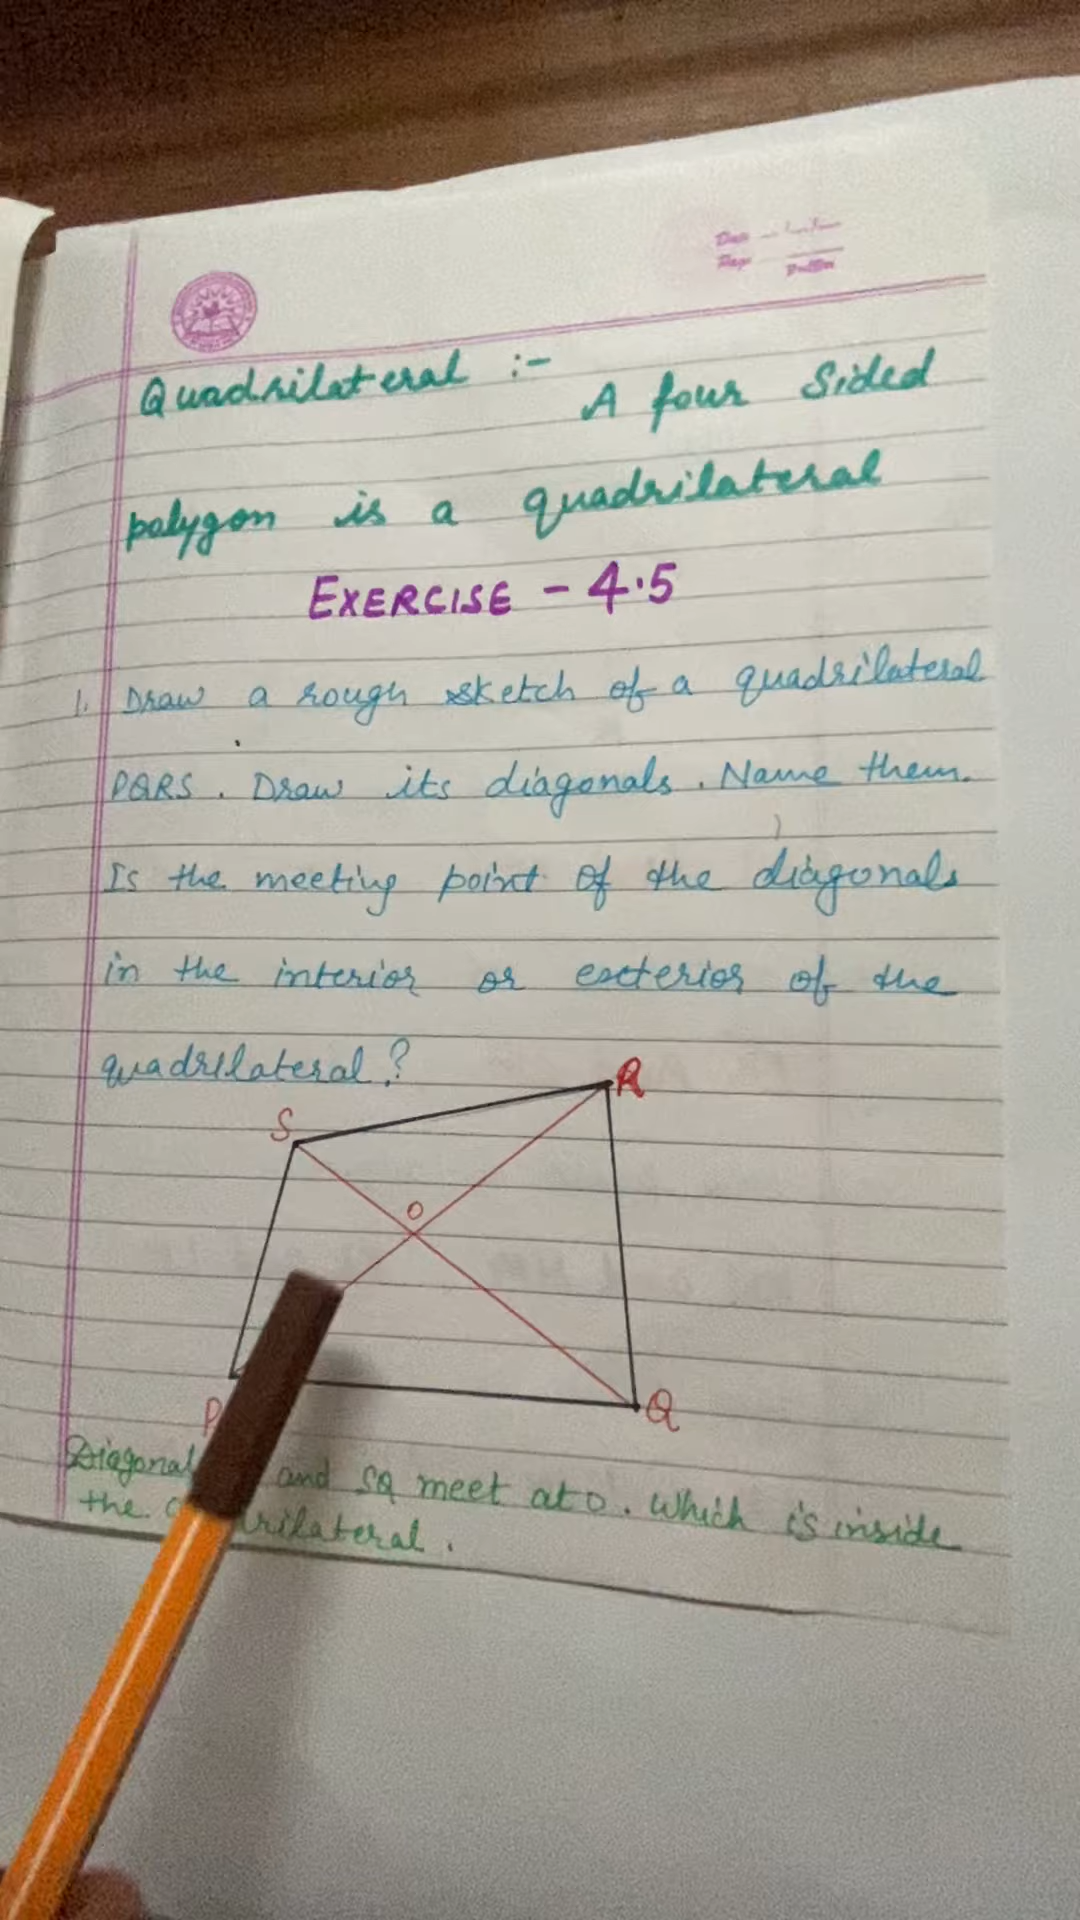 Date
Page
Quadrilateral :- A four Sided
polygon is a quadrilateral
EXERCISE - 4.5
1. Draw a rough sketch of a quadrilateral
PQRS. Draw its diagonals. Name them.
Is the meeting point of the diagonals
in the interior or exterior of the
quadrilateral?
S
R
O
P
Q
Diagonal and SQ meet at O. Which is inside
the